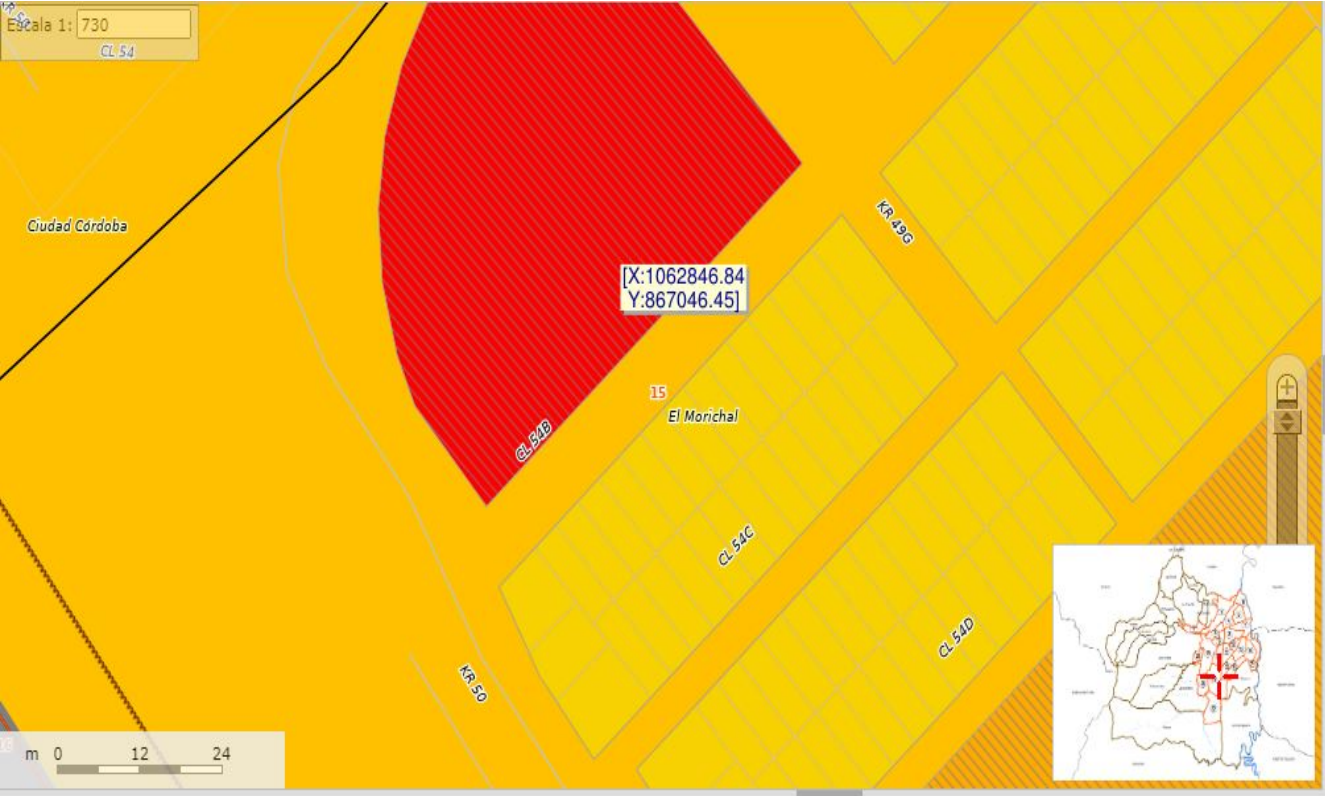 Escala 1: 730
CL 54
Ciudad Córdoba
KR 49G
[X:1062846.84
Y:867046.45]
15
El Morichal
CL 54B
CL 54C
CL 54D
KR 50
m 0 12 24